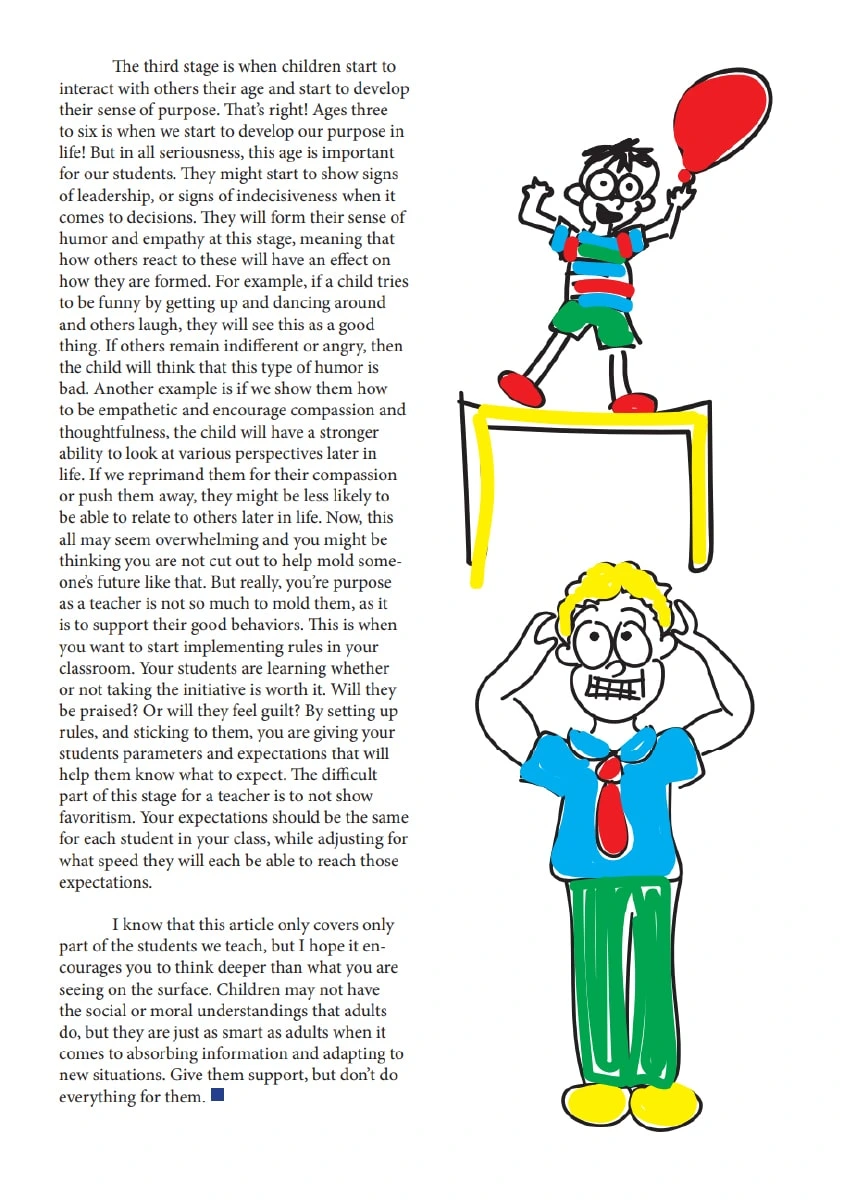 The third stage is when children start to
interact with others their age and start to develop
their sense of purpose. That's right! Ages three
to six is when we start to develop our purpose in
life! But in all seriousness, this age is important
for our students. They might start to show signs
of leadership, or signs of indecisiveness when it
comes to decisions. They will form their sense of
humor and empathy at this stage, meaning that
how others react to these will have an effect on
how they are formed. For example, if a child tries
to be funny by getting up and dancing around
and others laugh, they will see this as a good
thing. If others remain indifferent or angry, then
the child will think that this type of humor is
bad. Another example is if we show them how
to be empathetic and encourage compassion and
thoughtfulness, the child will have a stronger
ability to look at various perspectives later in
life. If we reprimand them for their compassion
or push them away, they might be less likely to
be able to relate to others later in life. Now, this
all may seem overwhelming and you might be
thinking you are not cut out to help mold some-
one's future like that. But really, you're purpose
as a teacher is not so much to mold them, as it
is to support their good behaviors. This is when
you want to start implementing rules in your
classroom. Your students are learning whether
or not taking the initiative is worth it. Will they
be praised? Or will they feel guilt? By setting up
rules, and sticking to them, you are giving your
students parameters and expectations that will
help them know what to expect. The difficult
part of this stage for a teacher is to not show
favoritism. Your expectations should be the same
for each student in your class, while adjusting for
what speed they will each be able to reach those
expectations.
I know that this article only covers only
part of the students we teach, but I hope it en-
courages you to think deeper than what you are
seeing on the surface. Children may not have
the social or moral understandings that adults
do, but they are just as smart as adults when it
comes to absorbing information and adapting to
new situations. Give them support, but don't do
everything for them.